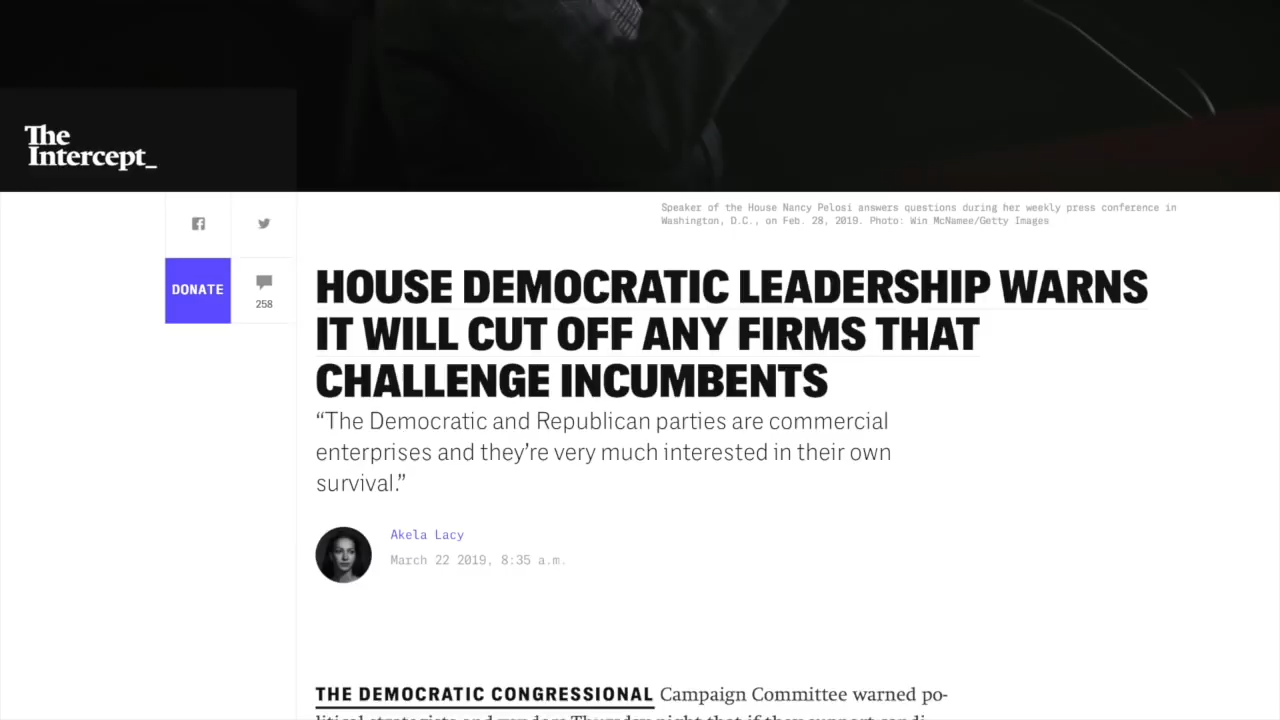 The
Intercept_
Speaker of the House Nancy Pelosi answers questions during her weekly press conference in
Washington, D.C., on Feb. 28, 2019. Photo: Win McNamee/Getty Images
DONATE
258
HOUSE DEMOCRATIC LEADERSHIP WARNS
IT WILL CUT OFF ANY FIRMS THAT
CHALLENGE INCUMBENTS
“The Democratic and Republican parties are commercial
enterprises and they’re very much interested in their own
survival.”
Akela Lacy
March 22 2019, 8:35 a.m.
THE DEMOCRATIC CONGRESSIONAL Campaign Committee warned po-